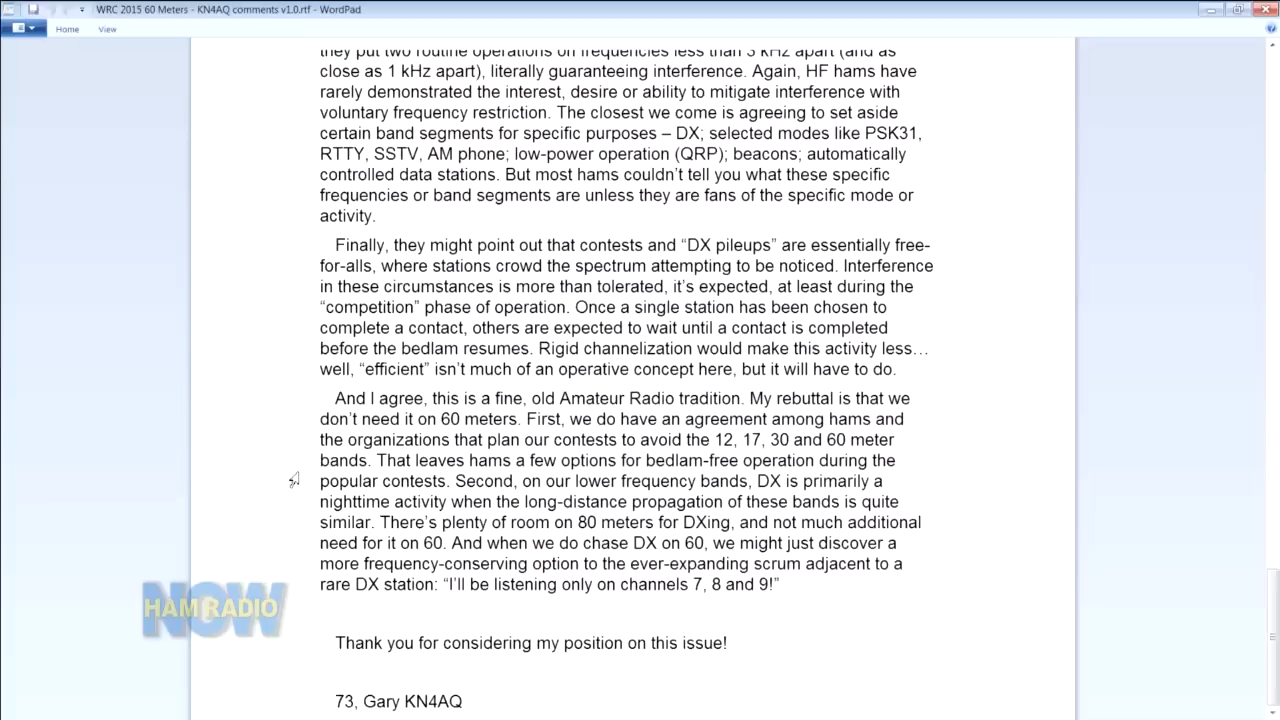 WRC 2015 60 Meters - KN4AQ comments v1.0.rtf - WordPad
Home View
they put two routine operations on frequencies less than 3 kHz apart (and as
close as 1 kHz apart), literally guaranteeing interference. Again, HF hams have
rarely demonstrated the interest, desire or ability to mitigate interference with
voluntary frequency restriction. The closest we come is agreeing to set aside
certain band segments for specific purposes – DX; selected modes like PSK31,
RTTY, SSTV, AM phone; low-power operation (QRP); beacons; automatically
controlled data stations. But most hams couldn’t tell you what these specific
frequencies or band segments are unless they are fans of the specific mode or
activity.
Finally, they might point out that contests and “DX pileups” are essentially free-
for-alls, where stations crowd the spectrum attempting to be noticed. Interference
in these circumstances is more than tolerated, it’s expected, at least during the
“competition” phase of operation. Once a single station has been chosen to
complete a contact, others are expected to wait until a contact is completed
before the bedlam resumes. Rigid channelization would make this activity less…
well, “efficient” isn’t much of an operative concept here, but it will have to do.
And I agree, this is a fine, old Amateur Radio tradition. My rebuttal is that we
don’t need it on 60 meters. First, we do have an agreement among hams and
the organizations that plan our contests to avoid the 12, 17, 30 and 60 meter
bands. That leaves hams a few options for bedlam-free operation during the
popular contests. Second, on our lower frequency bands, DX is primarily a
nighttime activity when the long-distance propagation of these bands is quite
similar. There’s plenty of room on 80 meters for DXing, and not much additional
need for it on 60. And when we do chase DX on 60, we might just discover a
more frequency-conserving option to the ever-expanding scrum adjacent to a
rare DX station: “I’ll be listening only on channels 7, 8 and 9!”
HAM RADIO
NOW
Thank you for considering my position on this issue!
73, Gary KN4AQ